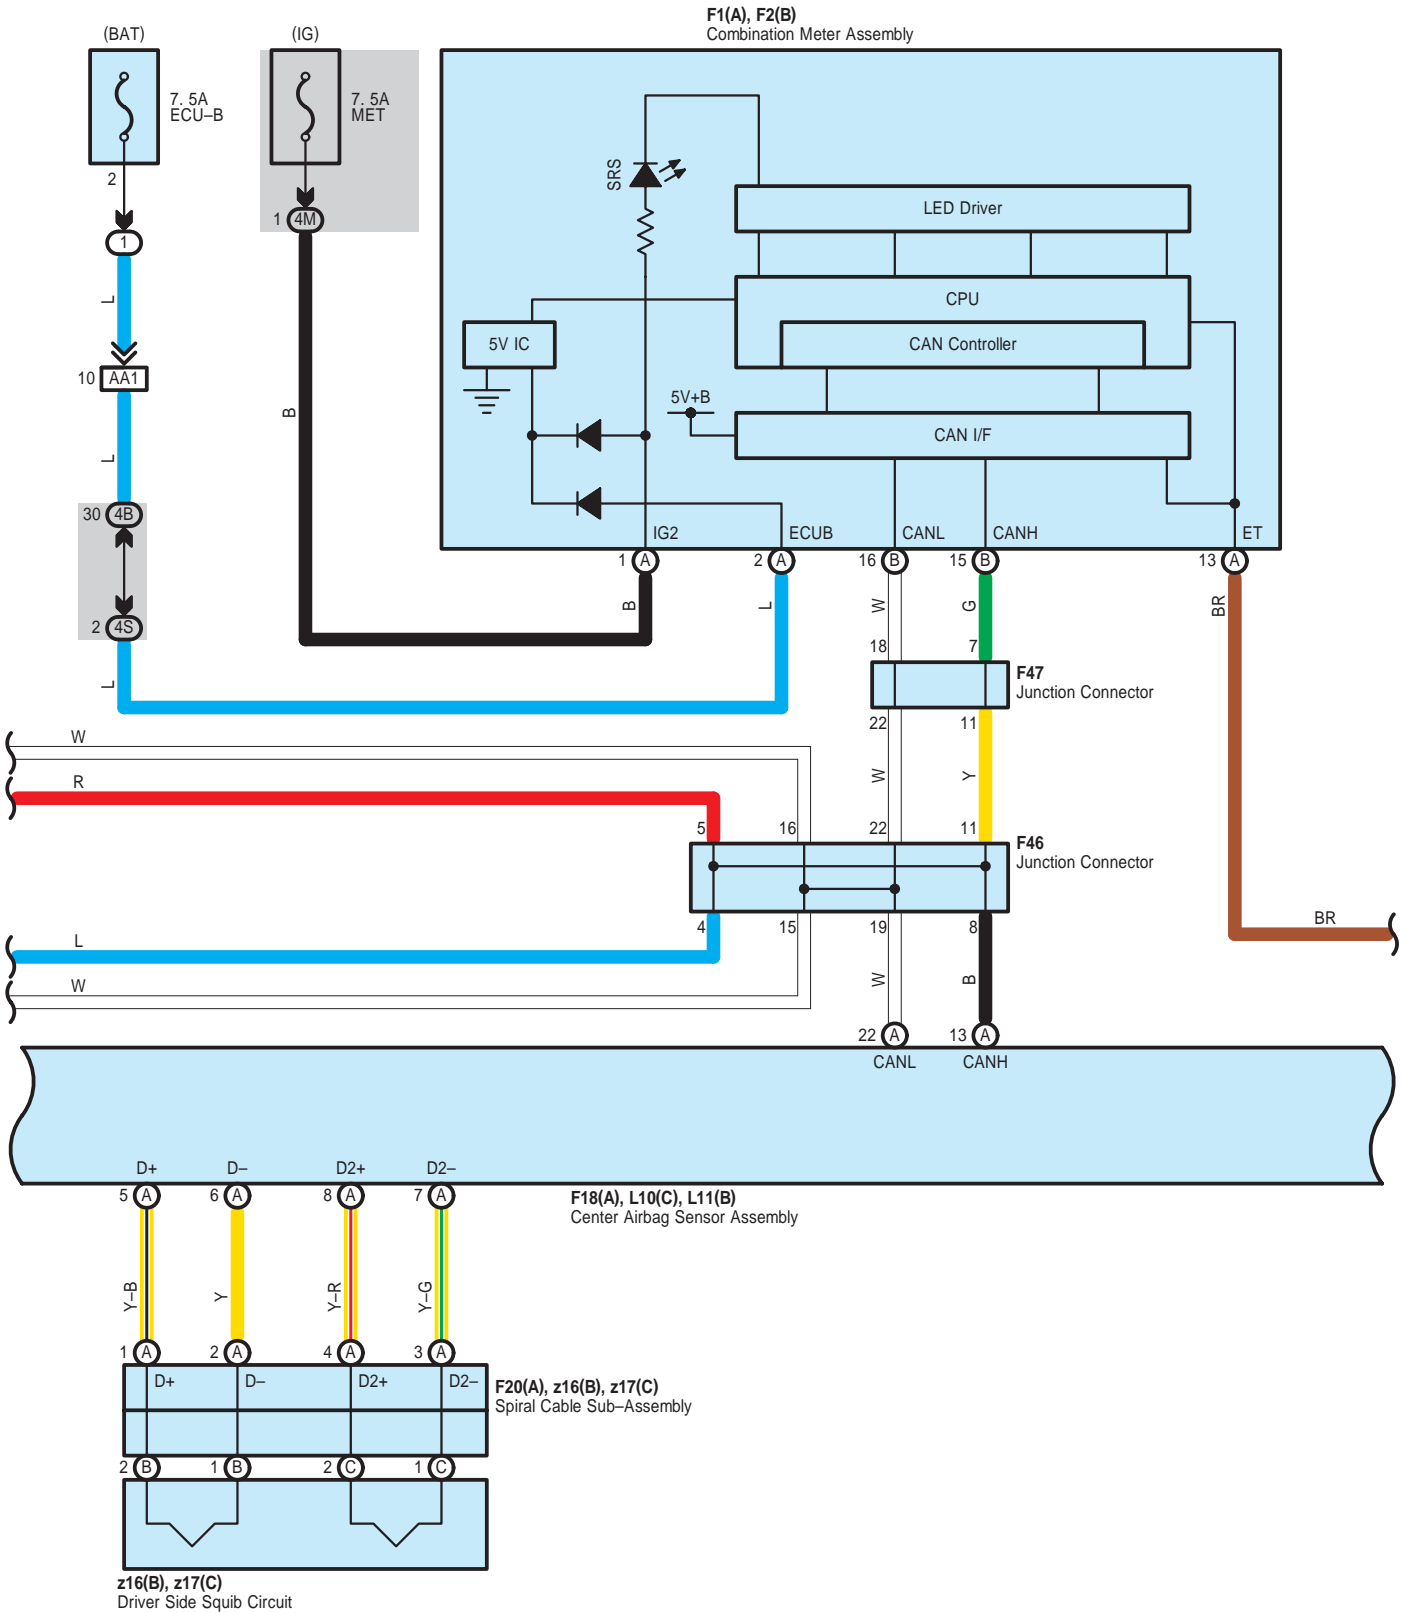 F1(A), F2(B)
Combination Meter Assembly
(BAT)
(IG)
7. 5A
ECU–B
7. 5A
MET
2
1
1 4M
SRS
LED Driver
CPU
CAN Controller
5V IC
5V+B
CAN I/F
L
10 AA1
B
L
30 4B
2 4S
L
IG2
ECUB
CANL
CANH
ET
1 A
2 A
16 B
15 B
13 A
B
L
W
G
BR
18
7
F47
Junction Connector
22
11
W
Y
W
R
5
16
22
11
F46
Junction Connector
4
15
19
8
L
W
W
B
BR
22 A
13 A
CANL
CANH
D+
D–
D2+
D2–
5 A
6 A
8 A
7 A
F18(A), L10(C), L11(B)
Center Airbag Sensor Assembly
Y–B
Y
Y–R
Y–G
1 A
2 A
4 A
3 A
D+
D–
D2+
D2–
F20(A), z16(B), z17(C)
Spiral Cable Sub–Assembly
2 B
1 B
2 C
1 C
z16(B), z17(C)
Driver Side Squib Circuit